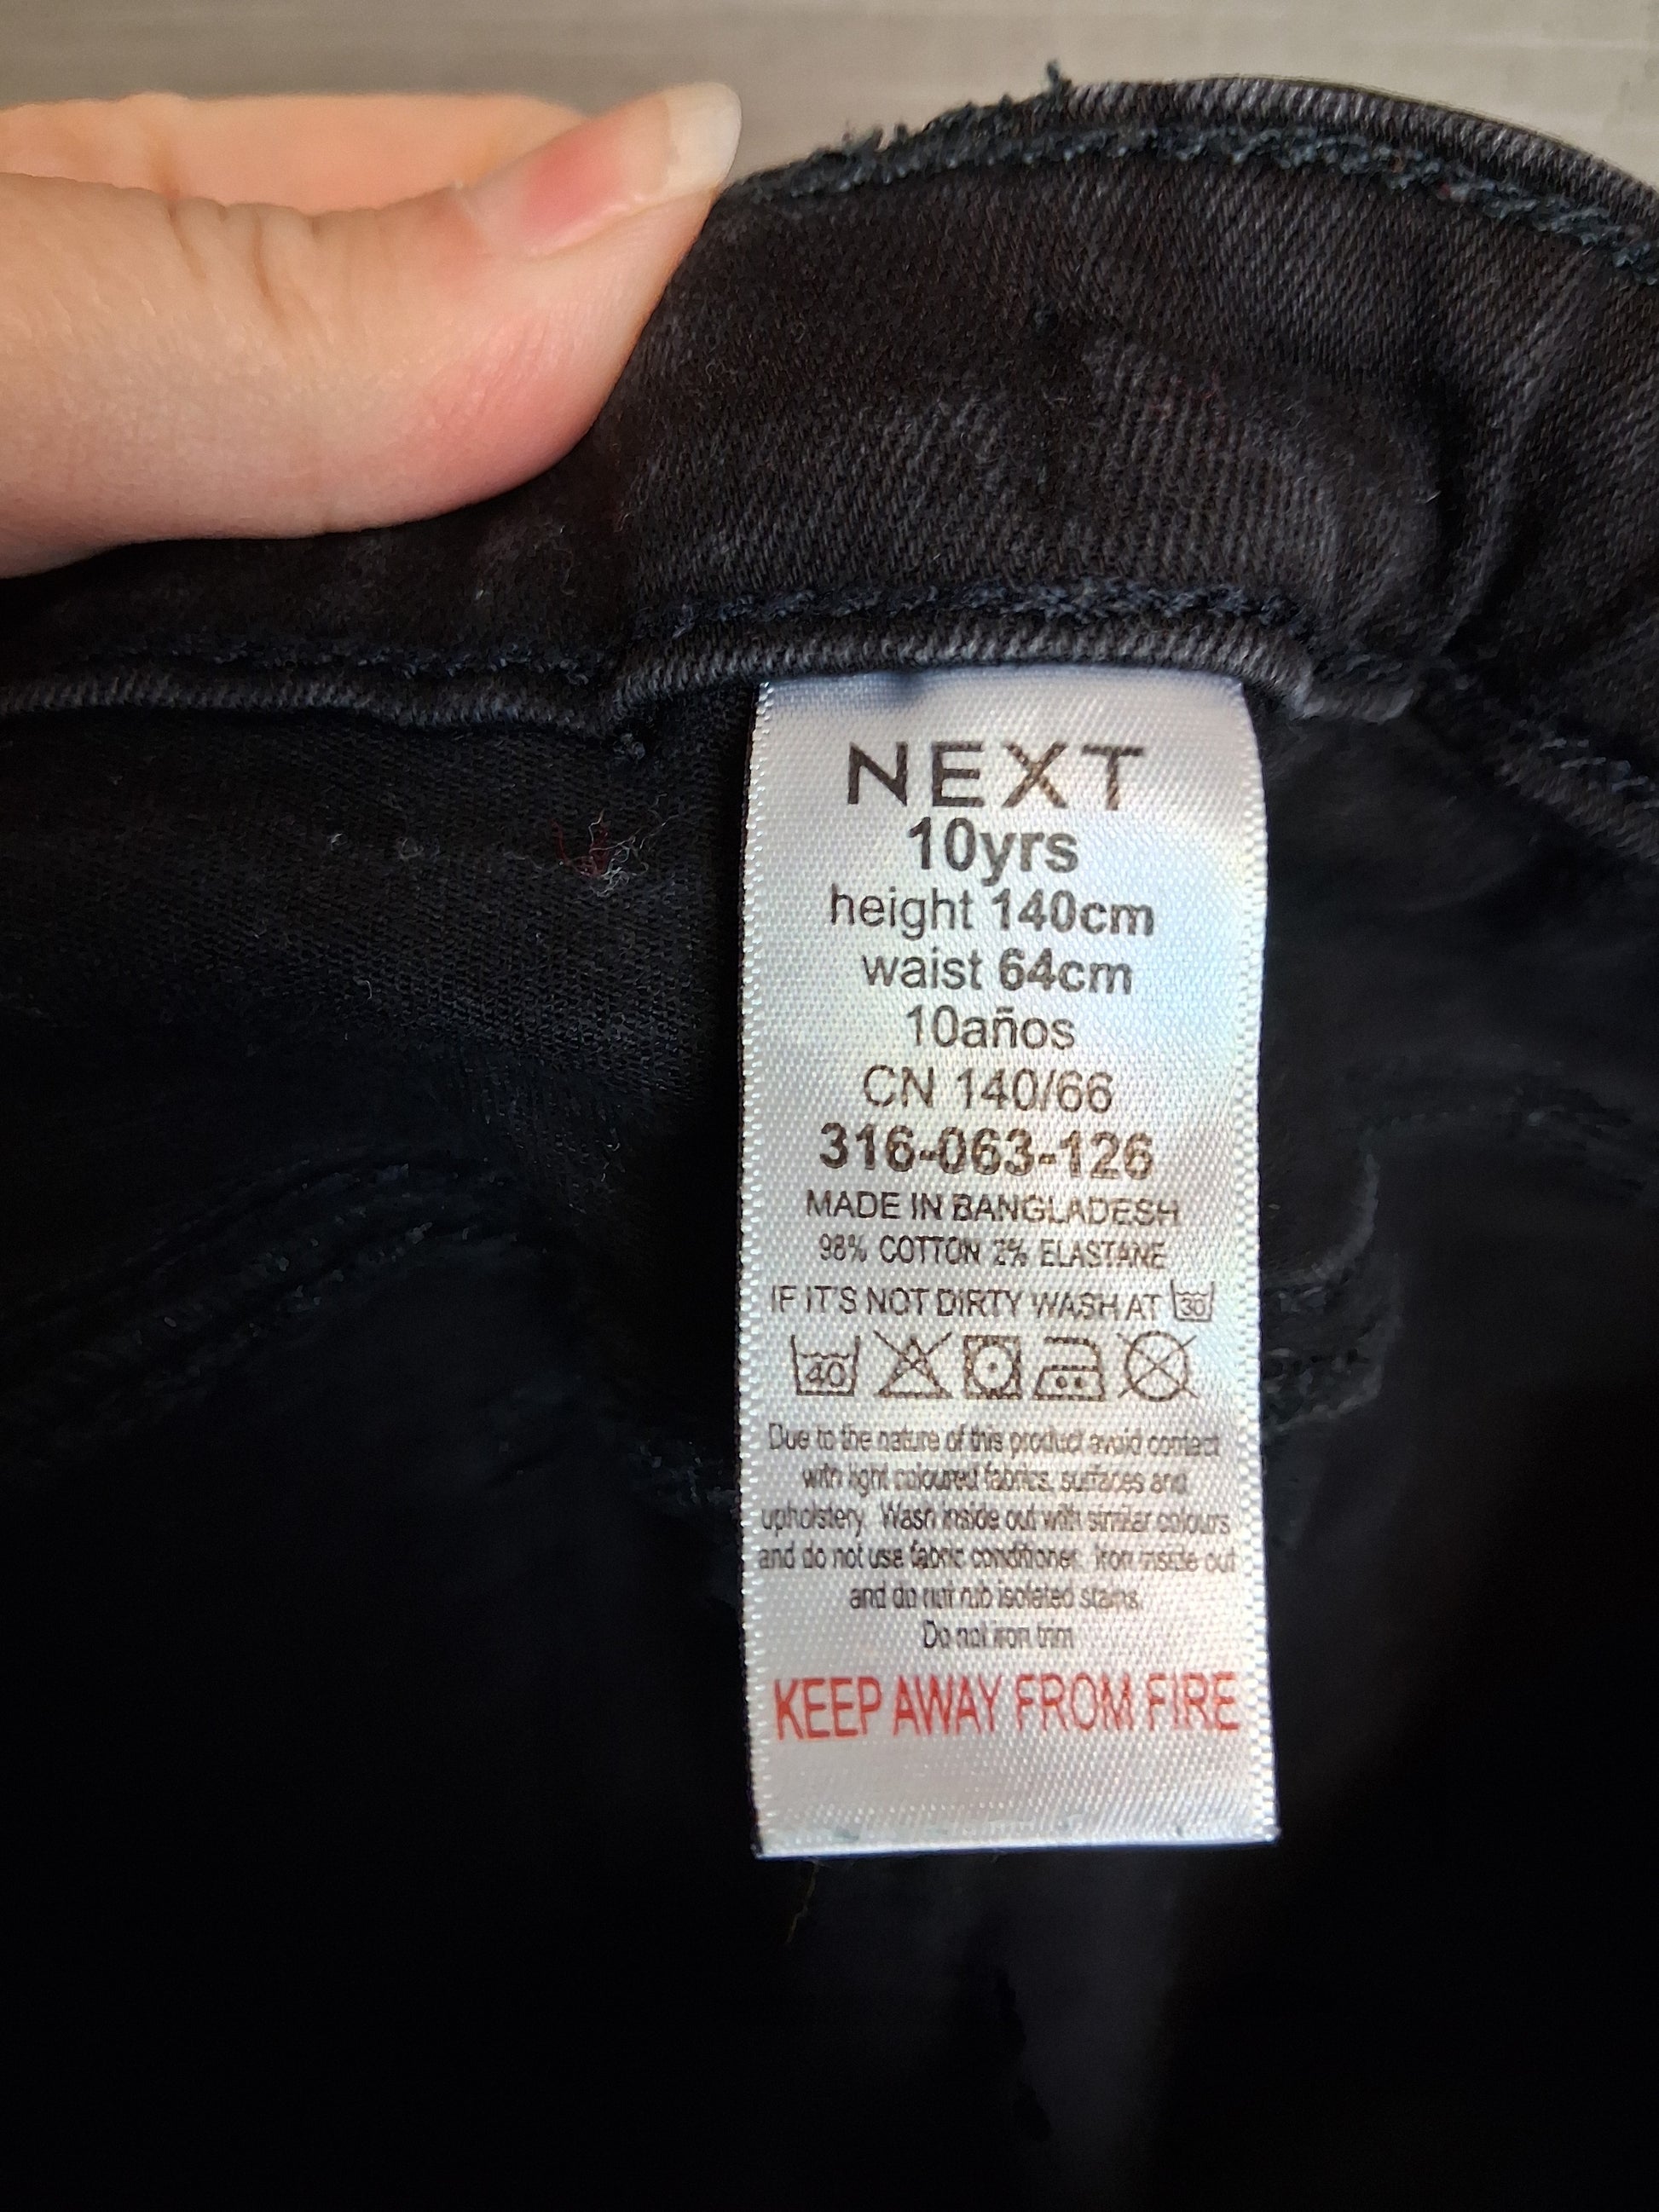 NEXT
10yrs
height 140cm
waist 64cm
10años
CN 140/66
316-063-126
MADE IN BANGLADESH
98% COTTON 2% ELASTANE
IF IT'S NOT DIRTY WASH AT 30
40
Due to the nature of this product avoid contact
with light coloured fabrics, surfaces and
upholstery. Wash inside out with similar colours
and do not use fabric conditioner. Iron inside out
and do not rub isolated stains.
Do not iron trim
KEEP AWAY FROM FIRE